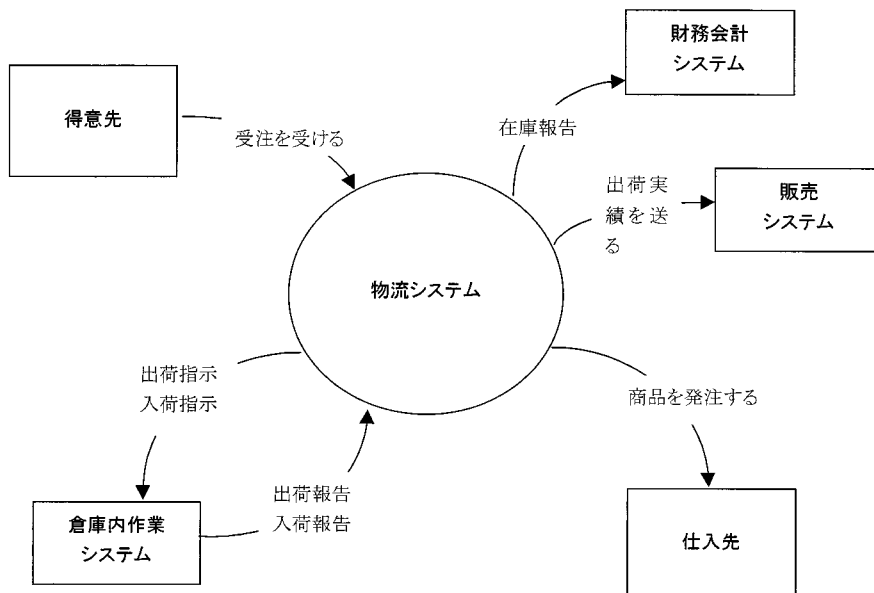 財務会計
システム
得意先
受注を受ける
在庫報告
出荷実
績を送
る
販売
システム
物流システム
出荷指示
入荷指示
商品を発注する
出荷報告
入荷報告
倉庫内作業
システム
仕入先